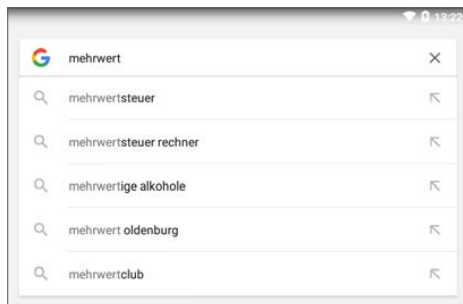 13:22
mehrwert
mehrwertsteuer
mehrwertsteuer rechner
mehrwertige alkohole
mehrwert oldenburg
mehrwertclub